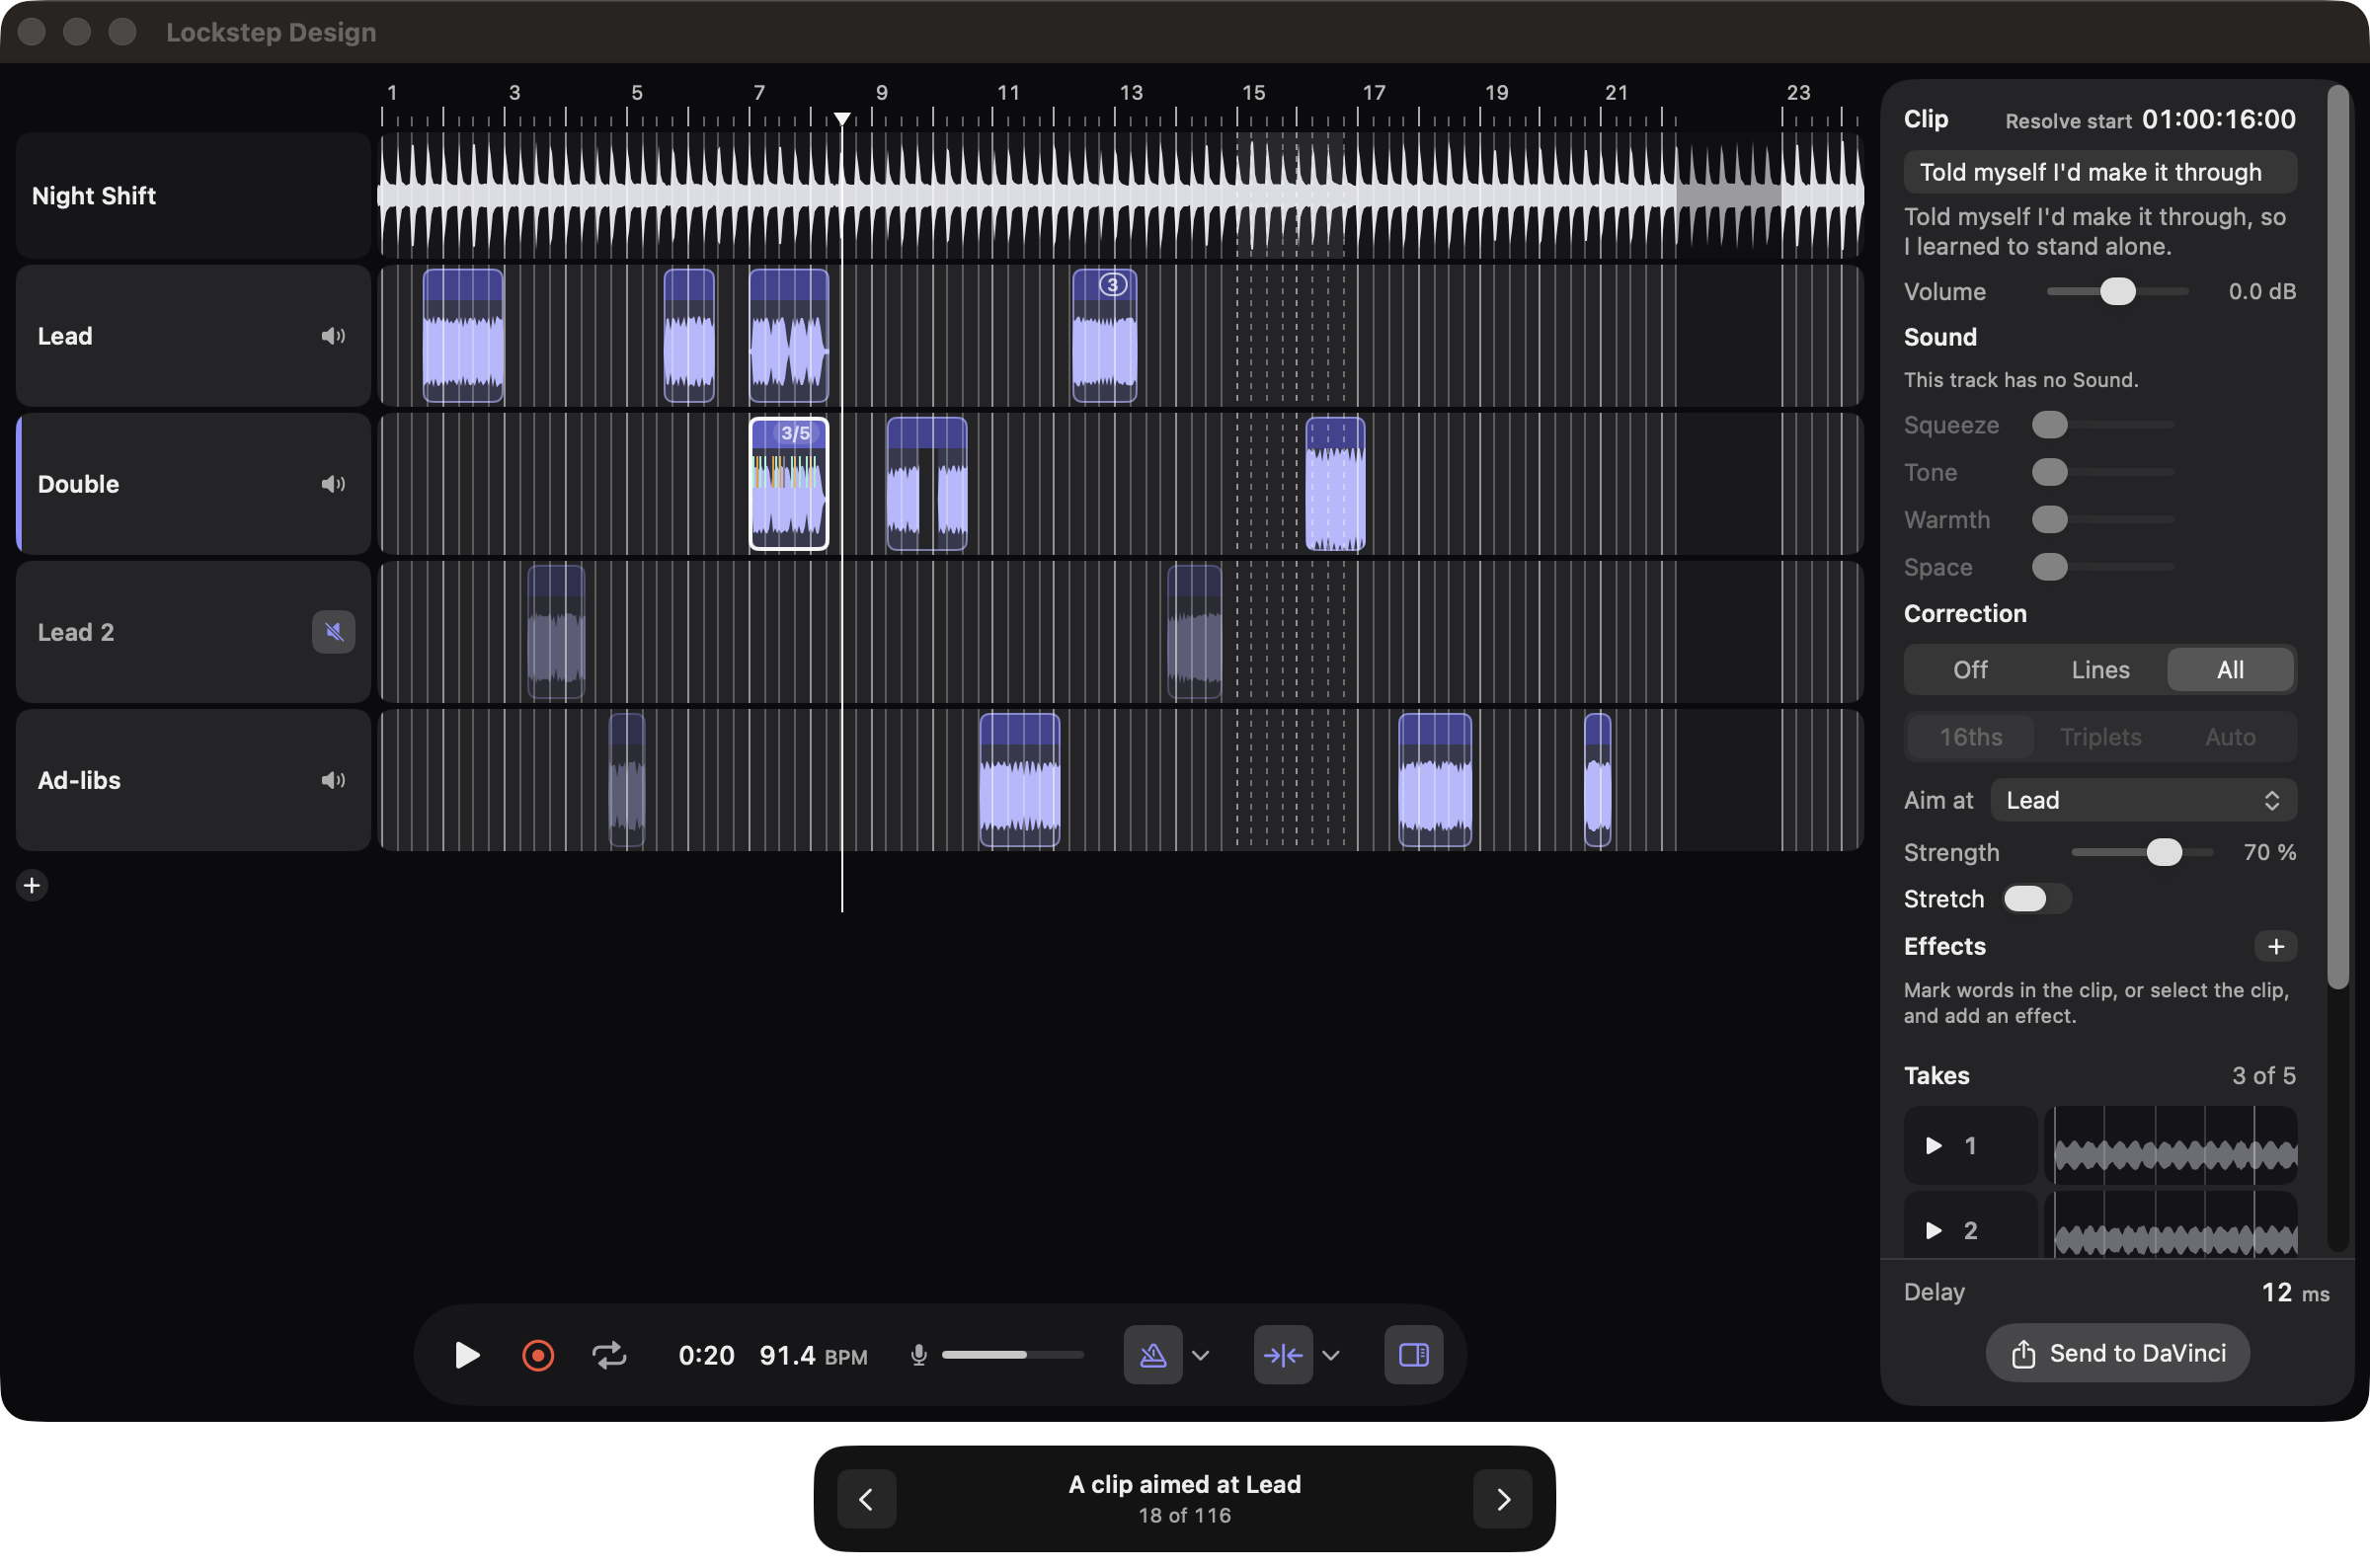 Lockstep Design
1 3 5 7 9 11 13 15 17 19 21 23
Night Shift
Lead
3
Double
3/5
Lead 2
Ad-libs
Clip Resolve start 01:00:16:00
Told myself I'd make it through
Told myself I'd make it through, so
I learned to stand alone.
Volume 0.0 dB
Sound
This track has no Sound.
Squeeze
Tone
Warmth
Space
Correction
Off Lines All
16ths Triplets Auto
Aim at Lead
Strength 70 %
Stretch
Effects
Mark words in the clip, or select the clip,
and add an effect.
Takes 3 of 5
1
2
Delay 12 ms
Send to DaVinci
0:20 91.4 BPM
A clip aimed at Lead
18 of 116